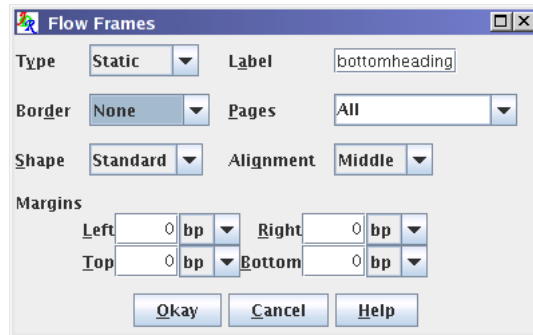 Flow Frames
Type Static Label bottomheading
Border None Pages All
Shape Standard Alignment Middle
Margins
Left 0 bp Right 0 bp
Top 0 bp Bottom 0 bp
Okay Cancel Help